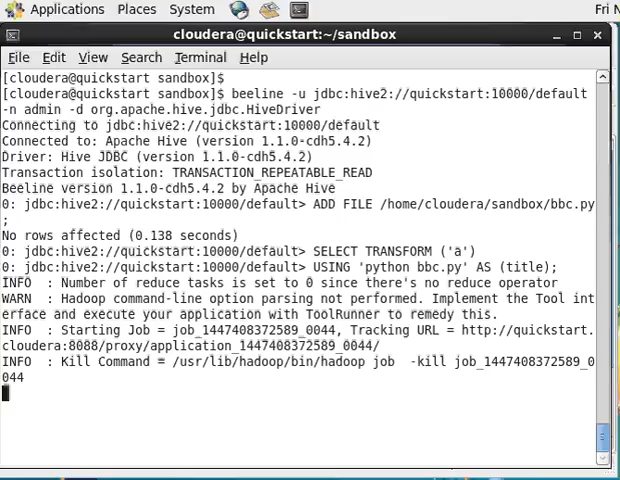 Applications Places System Fri N
cloudera@quickstart:~/sandbox
File Edit View Search Terminal Help
[cloudera@quickstart sandbox]$
[cloudera@quickstart sandbox]$ beeline -u jdbc:hive2://quickstart:10000/default
-n admin -d org.apache.hive.jdbc.HiveDriver
Connecting to jdbc:hive2://quickstart:10000/default
Connected to: Apache Hive (version 1.1.0-cdh5.4.2)
Driver: Hive JDBC (version 1.1.0-cdh5.4.2)
Transaction isolation: TRANSACTION_REPEATABLE_READ
Beeline version 1.1.0-cdh5.4.2 by Apache Hive
0: jdbc:hive2://quickstart:10000/default> ADD FILE /home/cloudera/sandbox/bbc.py
;
No rows affected (0.138 seconds)
0: jdbc:hive2://quickstart:10000/default> SELECT TRANSFORM ('a')
0: jdbc:hive2://quickstart:10000/default> USING 'python bbc.py' AS (title);
INFO  : Number of reduce tasks is set to 0 since there's no reduce operator
WARN  : Hadoop command-line option parsing not performed. Implement the Tool int
erface and execute your application with ToolRunner to remedy this.
INFO  : Starting Job = job_1447408372589_0044, Tracking URL = http://quickstart.
cloudera:8088/proxy/application_1447408372589_0044/
INFO  : Kill Command = /usr/lib/hadoop/bin/hadoop job  -kill job_1447408372589_0
044